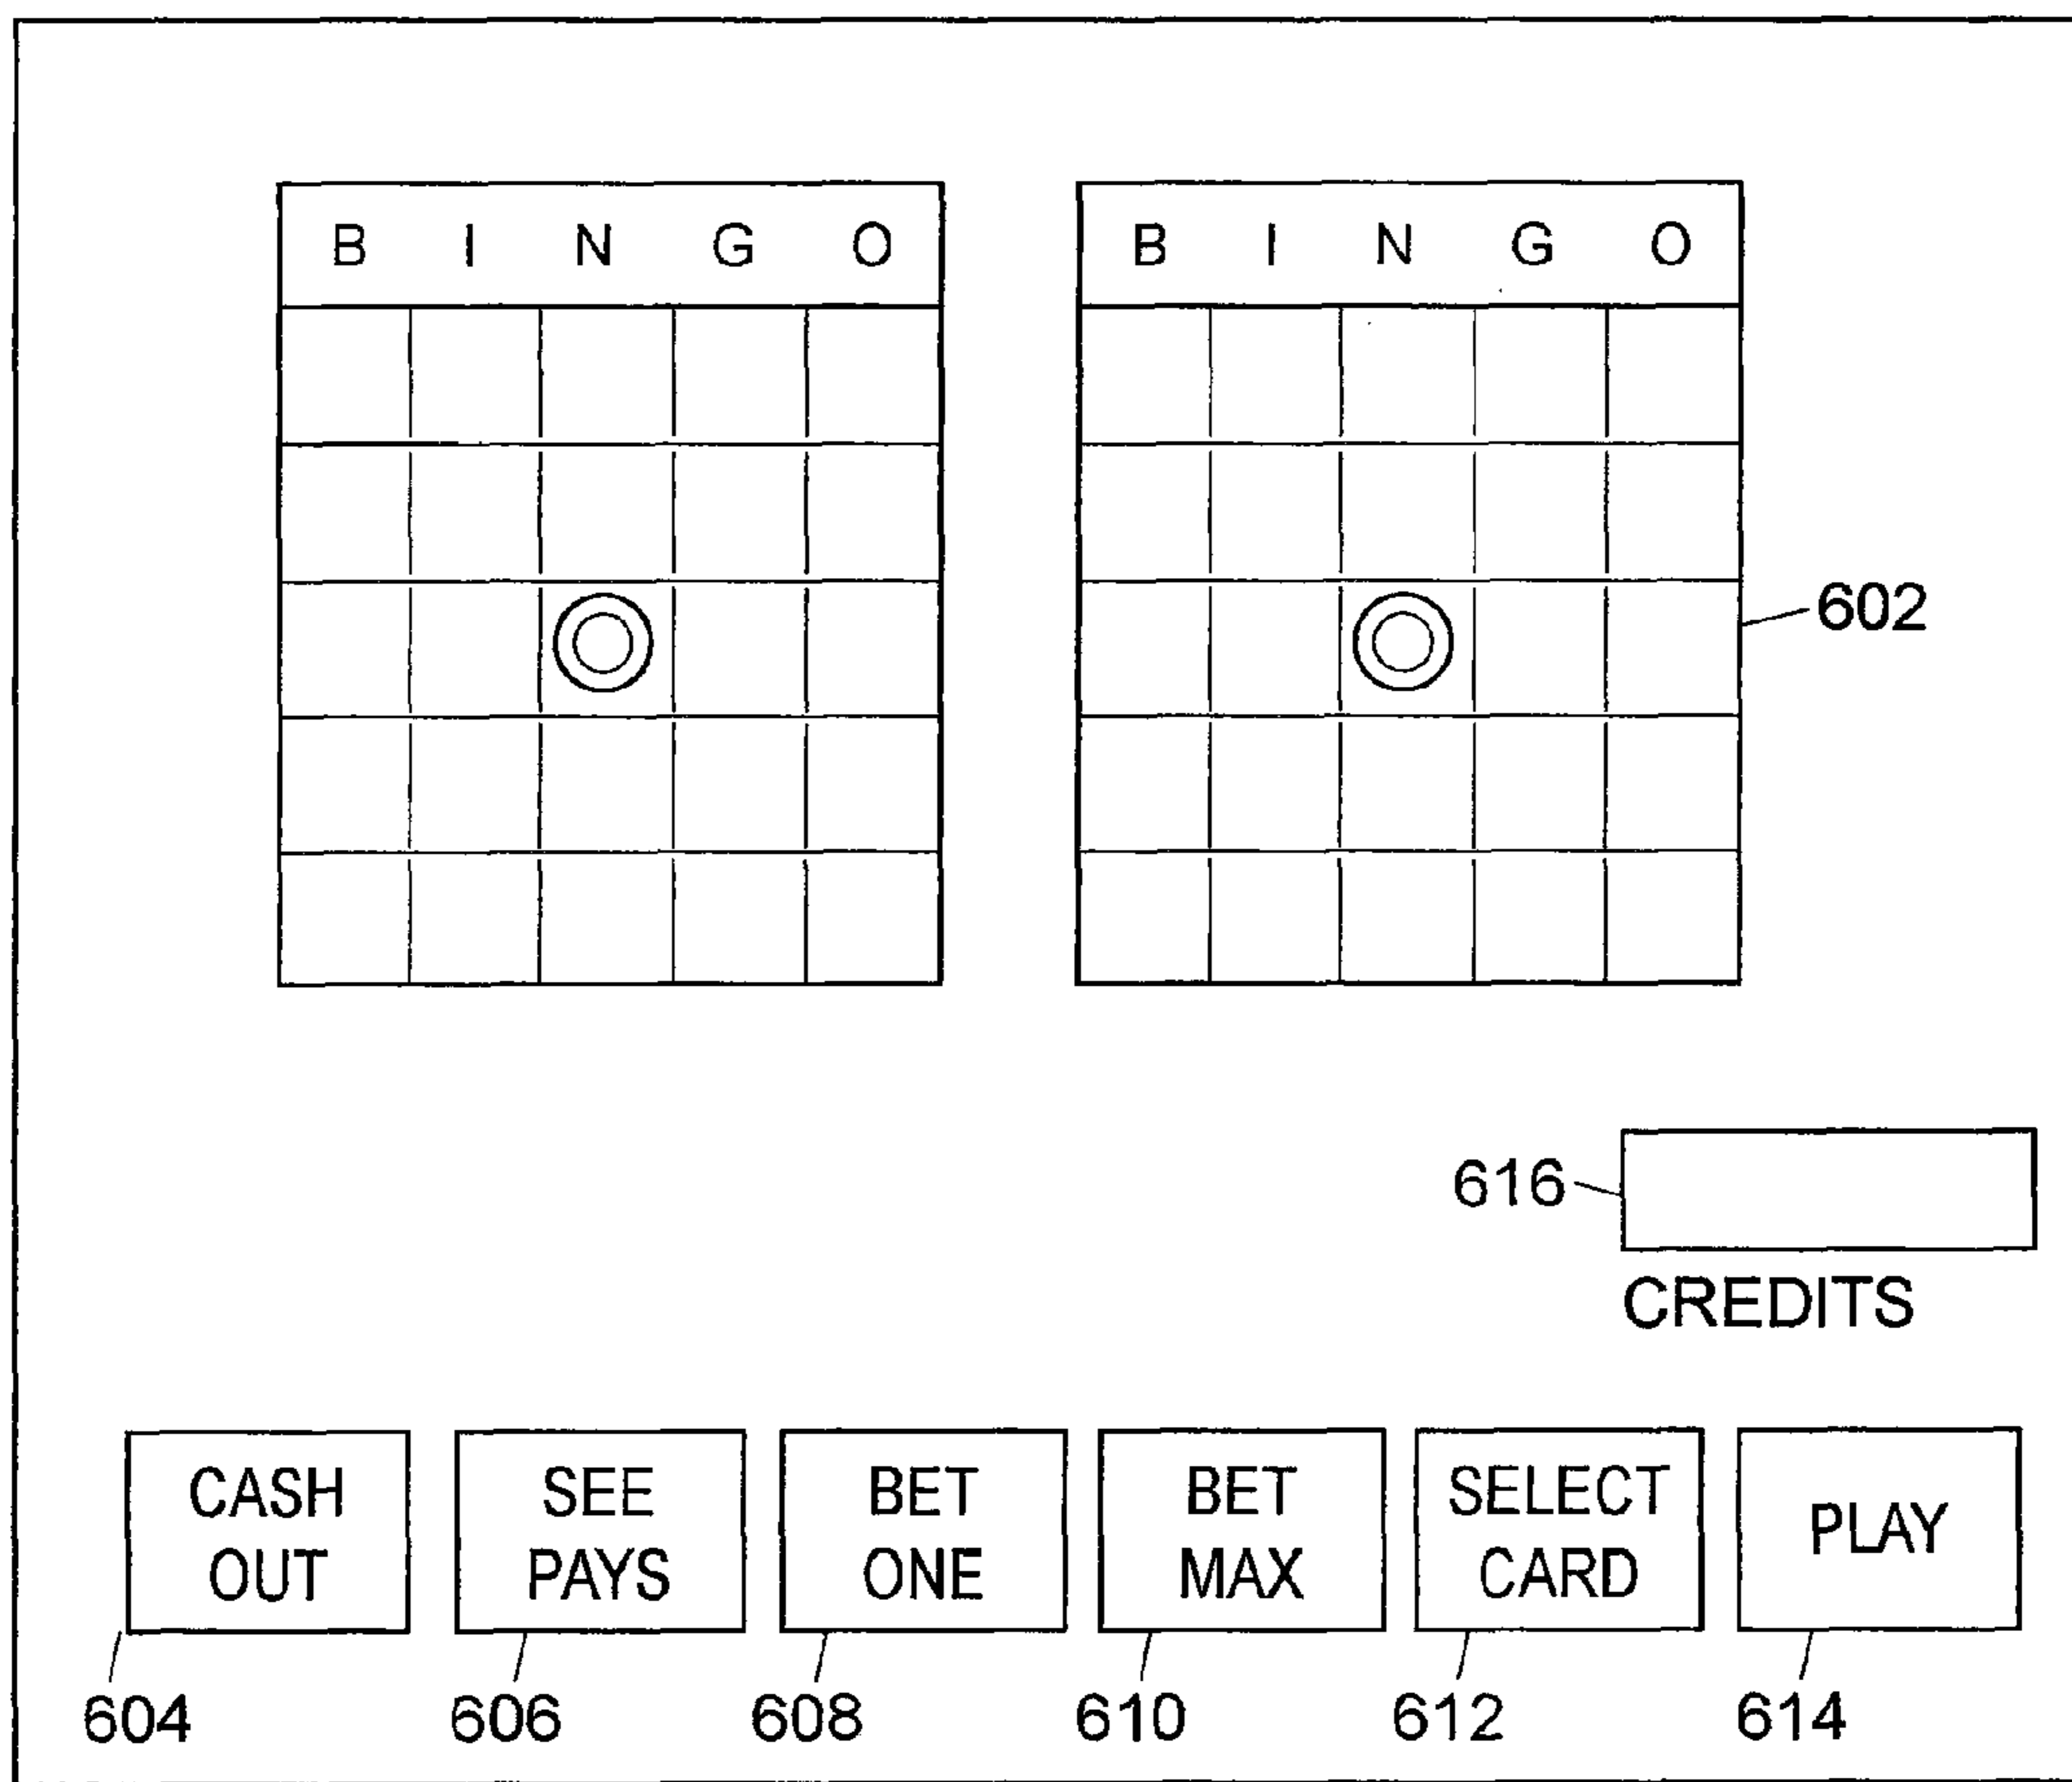 B I N G O
B I N G O
602
616
CREDITS
CASH
OUT
SEE
PAYS
BET
ONE
BET
MAX
SELECT
CARD
PLAY
604 606 608 610 612 614